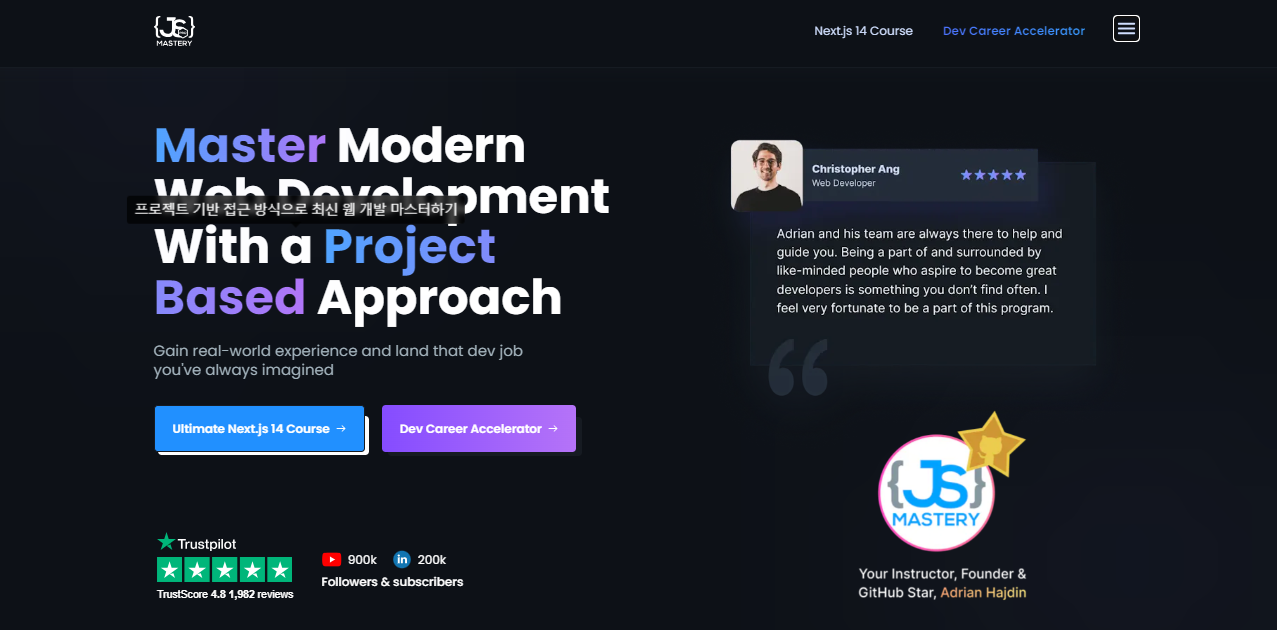 JS
MASTERY
Next.js 14 Course
Dev Career Accelerator
Master Modern
Web Development
프로젝트 기반 접근 방식으로 최신 웹 개발 마스터하기
With a Project
Based Approach
Gain real-world experience and land that dev job
you've always imagined
Ultimate Next.js 14 Course →
Dev Career Accelerator →
Trustpilot
TrustScore 4.8 1,982 reviews
900k
in 200k
Followers & subscribers
Christopher Ang
Web Developer
Adrian and his team are always there to help and
guide you. Being a part of and surrounded by
like-minded people who aspire to become great
developers is something you don’t find often. I
feel very fortunate to be a part of this program.
“
{JS}
MASTERY
Your Instructor, Founder &
GitHub Star, Adrian Hajdin